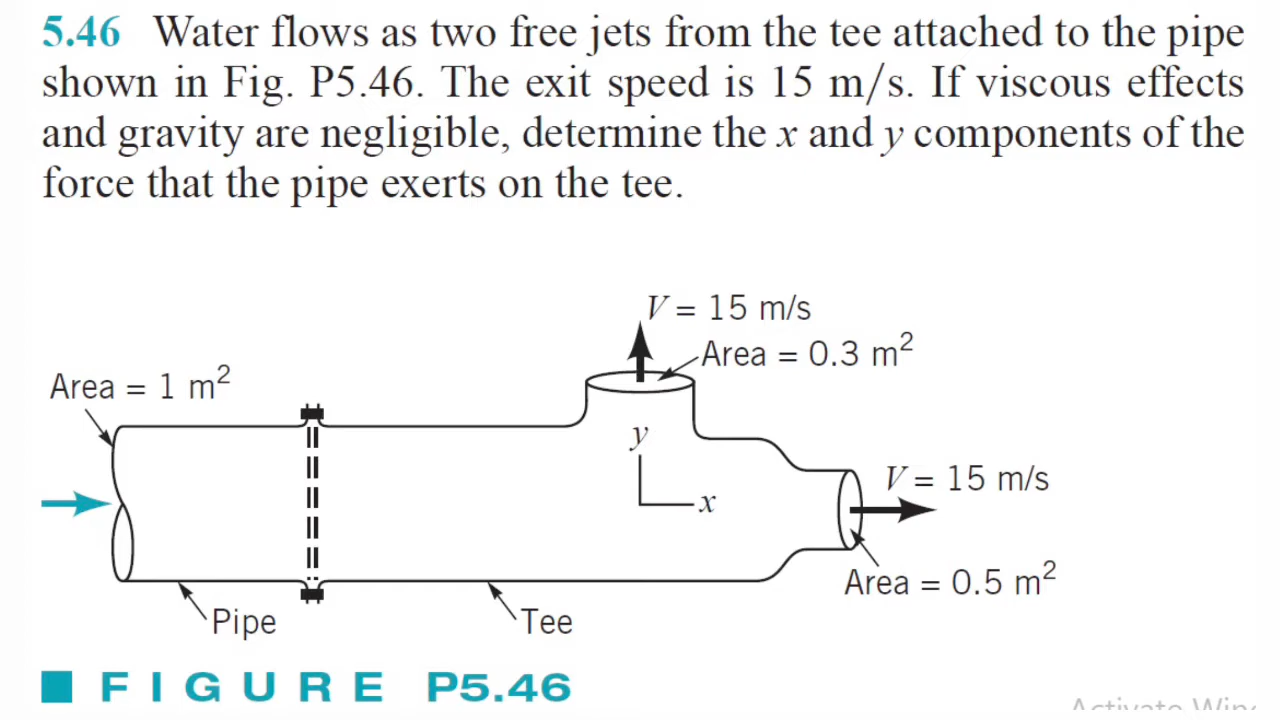 5.46 Water flows as two free jets from the tee attached to the pipe
shown in Fig. P5.46. The exit speed is 15 m/s. If viscous effects
and gravity are negligible, determine the x and y components of the
force that the pipe exerts on the tee.
V = 15 m/s
Area = 0.3 m²
Area = 1 m²
y
V = 15 m/s
x
Area = 0.5 m²
Pipe
Tee
FIGURE P5.46